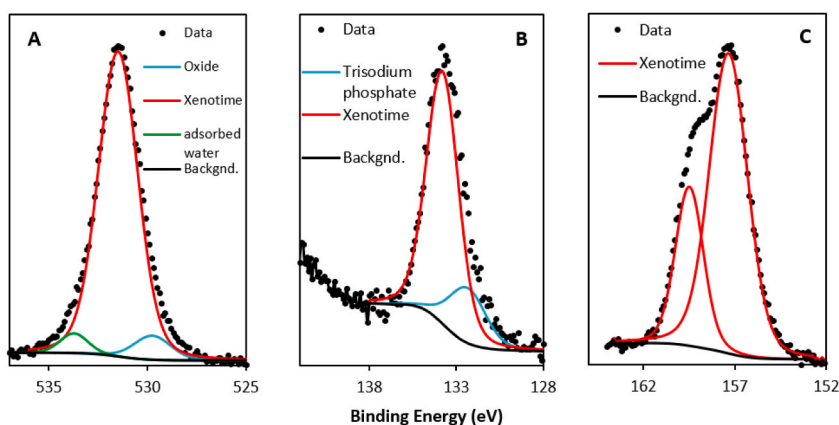 A
Data
Oxide
Xenotime
adsorbed
water
Backgnd.
535
530
525
B
Data
Trisodium
phosphate
Xenotime
Backgnd.
138
133
128
C
Data
Xenotime
Backgnd.
162
157
152
Binding Energy (eV)